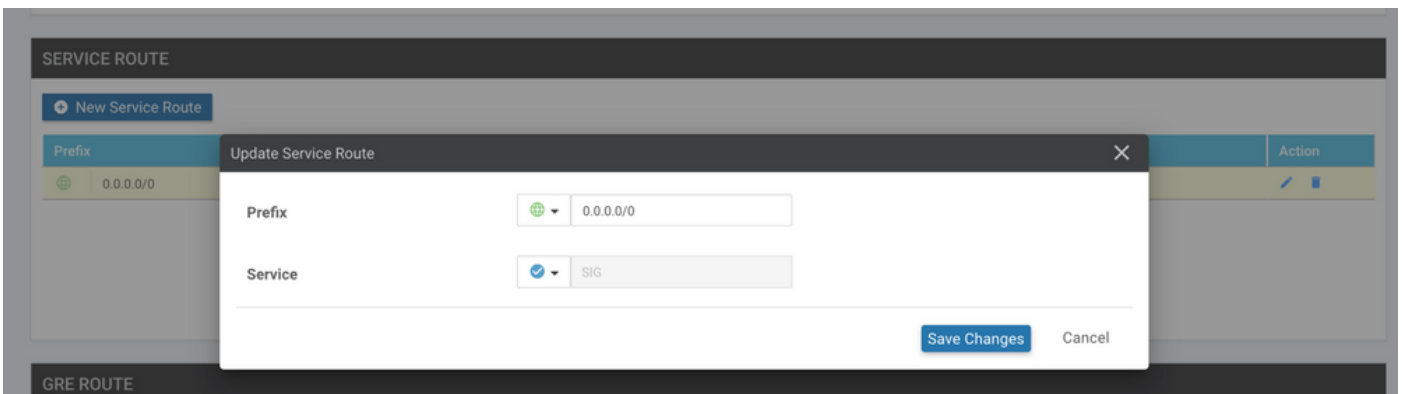 SERVICE ROUTE
New Service Route
Prefix
Action
0.0.0.0/0
Update Service Route
Prefix
0.0.0.0/0
Service
SIG
Save Changes
Cancel
GRE ROUTE